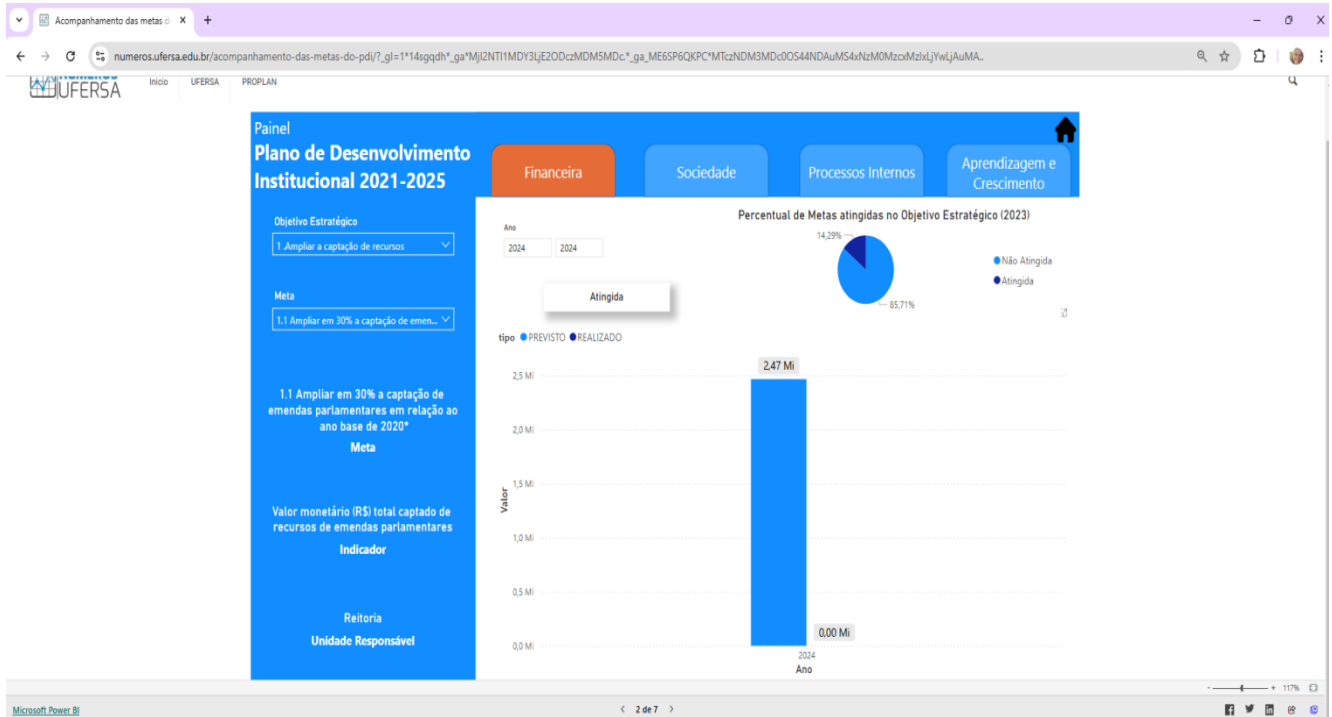 Acompanhamento das metas d
numeros.ufersa.edu.br/acompanhamento-das-metas-do-pdi/?_gl=1*14sgqdh*_ga*
UFERSA
Inicio UFERSA PROPLAN
Painel
Plano de Desenvolvimento
Institucional 2021-2025
Financeira
Sociedade
Processos Internos
Aprendizagem e
Crescimento
Objetivo Estratégico
1 .Ampliar a captação de recursos
Meta
1.1 Ampliar em 30% a captação de emen...
1.1 Ampliar em 30% a captação de
emendas parlamentares em relação ao
ano base de 2020*
Meta
Valor monetário (R$) total captado de
recursos de emendas parlamentares
Indicador
Reitoria
Unidade Responsável
Ano
2024 2024
Atingida
Percentual de Metas atingidas no Objetivo Estratégico (2023)
14,29%
85,71%
Não Atingida
Atingida
tipo PREVISTO REALIZADO
2,47 Mi
2,5 Mi
2,0 Mi
1,5 Mi
1,0 Mi
0,5 Mi
0,0 Mi
Valor
0,00 Mi
2024
Ano
117%
Microsoft Power BI
2 de 7